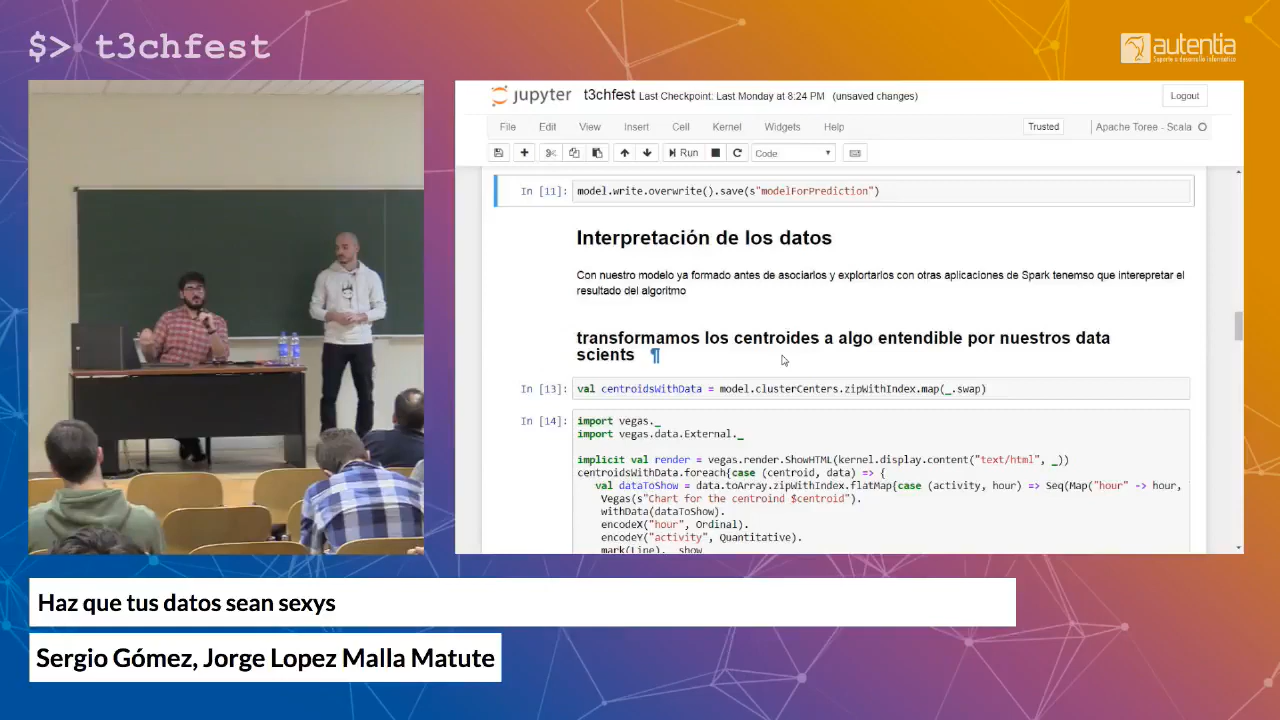 $> t3chfest
autentia
Soporte a desarrollo informático
jupyter t3chfest Last Checkpoint: Last Monday at 8:24 PM (unsaved changes)
Logout
File Edit View Insert Cell Kernel Widgets Help
Trusted
Apache Toree - Scala
Run
Code
In [11]: model.write.overwrite().save(s"modelForPrediction")
Interpretación de los datos
Con nuestro modelo ya formado antes de asociarlos y explortarlos con otras aplicaciones de Spark tenemso que interepretar el
resultado del algoritmo
transformamos los centroides a algo entendible por nuestros data
scients ¶
In [13]: val centroidsWithData = model.clusterCenters.zipWithIndex.map(_.swap)
In [14]: import vegas._
import vegas.data.External._
implicit val render = vegas.render.ShowHTML(kernel.display.content("text/html", _))
centroidsWithData.foreach{case (centroid, data) => {
val dataToShow = data.toArray.zipWithIndex.flatMap{case (activity, hour) => Seq(Map("hour" -> hour,
Vegas(s"Chart for the centroind $centroid").
withData(dataToShow).
encodeX("hour", Ordinal).
encodeY("activity", Quantitative).
mark(Line). show
Haz que tus datos sean sexys
Sergio Gómez, Jorge Lopez Malla Matute